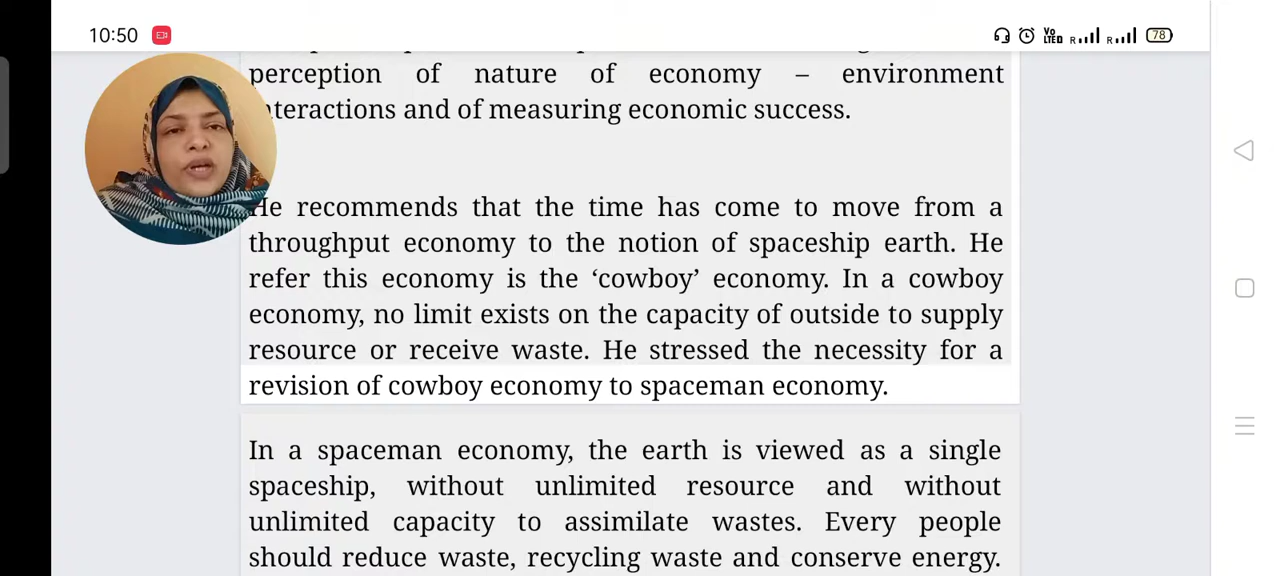 10:50
Vo
LTED
R
R
78
perception of nature of economy – environment
interactions and of measuring economic success.
He recommends that the time has come to move from a
throughput economy to the notion of spaceship earth. He
refer this economy is the ‘cowboy’ economy. In a cowboy
economy, no limit exists on the capacity of outside to supply
resource or receive waste. He stressed the necessity for a
revision of cowboy economy to spaceman economy.
In a spaceman economy, the earth is viewed as a single
spaceship, without unlimited resource and without
unlimited capacity to assimilate wastes. Every people
should reduce waste, recycling waste and conserve energy.